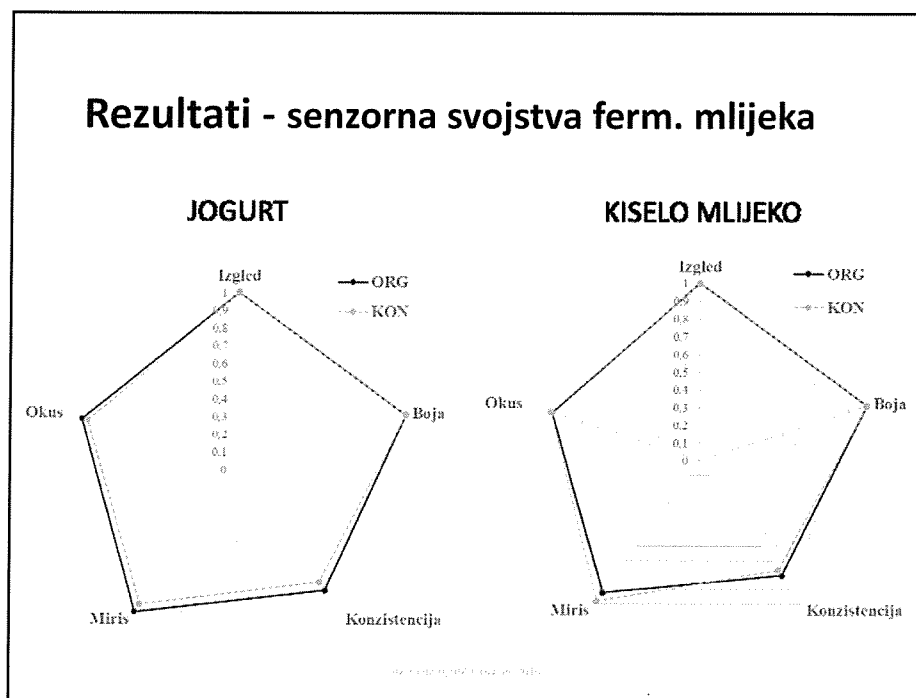 Rezultati - senzorna svojstva ferm. mlijeka
JOGURT
Izgled
ORG
KON
1
0,9
0,8
0,7
0,6
0,5
0,4
0,3
0,2
0,1
0
Okus
Boja
Miris
Konzistencija
KISELO MLIJEKO
Izgled
ORG
KON
1
0,9
0,8
0,7
0,6
0,5
0,4
0,3
0,2
0,1
0
Okus
Boja
Miris
Konzistencija